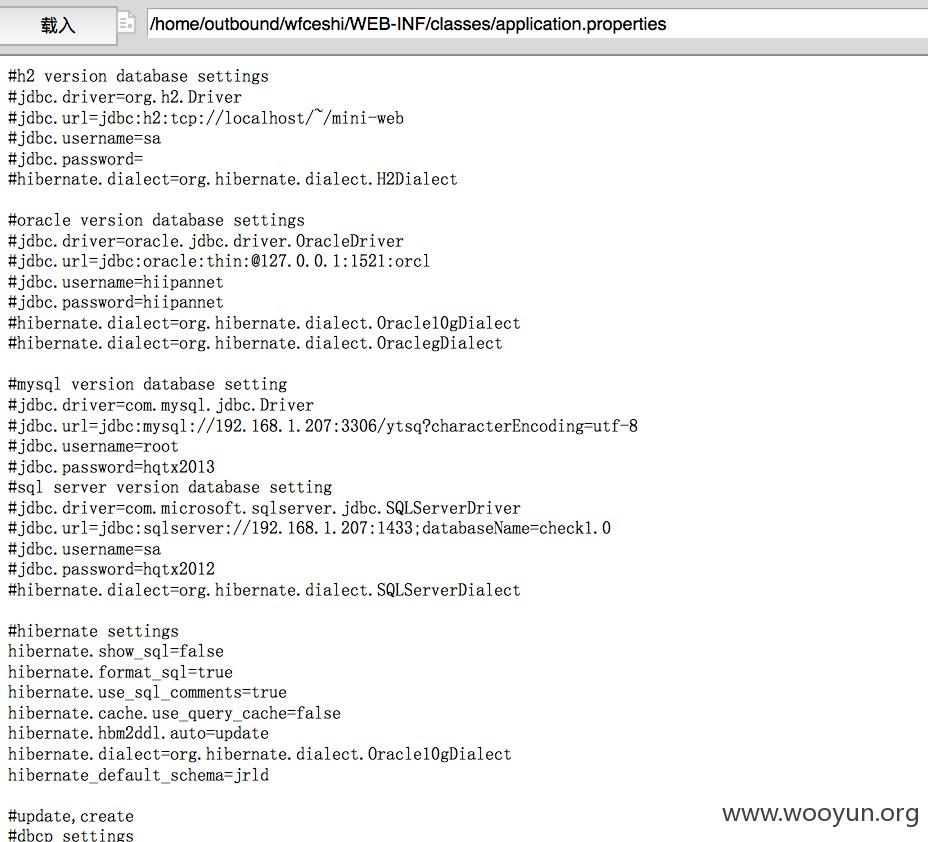 载入
/home/outbound/wfceshi/WEB-INF/classes/application.properties
#h2 version database settings
#jdbc.driver=org.h2.Driver
#jdbc.url=jdbc:h2:tcp://localhost/~/mini-web
#jdbc.username=sa
#jdbc.password=
#hibernate.dialect=org.hibernate.dialect.H2Dialect
#oracle version database settings
#jdbc.driver=oracle.jdbc.driver.OracleDriver
#jdbc.url=jdbc:oracle:thin:@127.0.0.1:1521:orcl
#jdbc.username=hiipannet
#jdbc.password=hiipannet
#hibernate.dialect=org.hibernate.dialect.Oracle10gDialect
#hibernate.dialect=org.hibernate.dialect.OraclegDialect
#mysql version database setting
#jdbc.driver=com.mysql.jdbc.Driver
#jdbc.url=jdbc:mysql://192.168.1.207:3306/ytsq?characterEncoding=utf-8
#jdbc.username=root
#jdbc.password=hqtx2013
#sql server version database setting
#jdbc.driver=com.microsoft.sqlserver.jdbc.SQLServerDriver
#jdbc.url=jdbc:sqlserver://192.168.1.207:1433;databaseName=check1.0
#jdbc.username=sa
#jdbc.password=hqtx2012
#hibernate.dialect=org.hibernate.dialect.SQLServerDialect
#hibernate settings
hibernate.show_sql=false
hibernate.format_sql=true
hibernate.use_sql_comments=true
hibernate.cache.use_query_cache=false
hibernate.hbm2ddl.auto=update
hibernate.dialect=org.hibernate.dialect.Oracle10gDialect
hibernate_default_schema=jrld
#update,create
#dbcp settings
www.wooyun.org